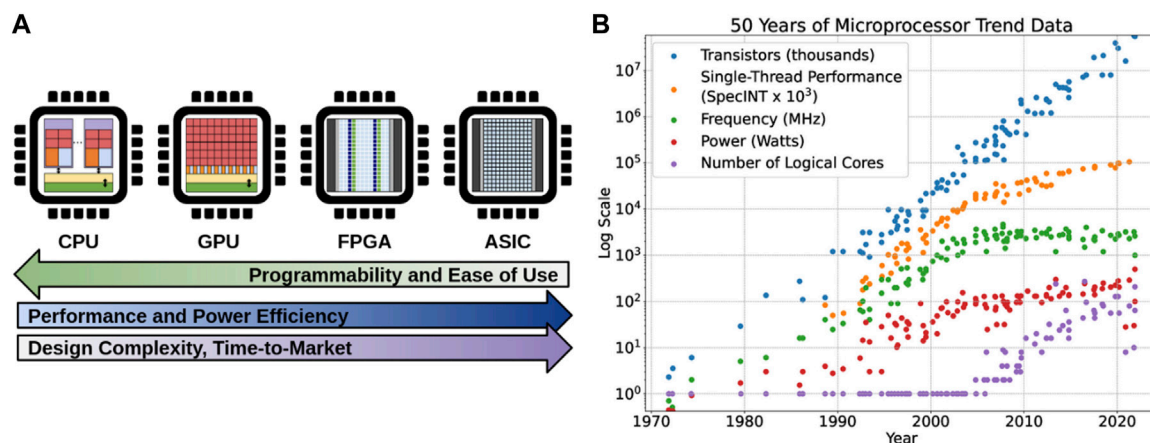 A
CPU
GPU
FPGA
ASIC
Programmability and Ease of Use
Performance and Power Efficiency
Design Complexity, Time-to-Market
B
50 Years of Microprocessor Trend Data
Transistors (thousands)
Single-Thread Performance
(SpecINT x 10³)
Frequency (MHz)
Power (Watts)
Number of Logical Cores
Log Scale
10⁷
10⁶
10⁵
10⁴
10³
10²
10¹
10⁰
1970
1980
1990
2000
2010
2020
Year